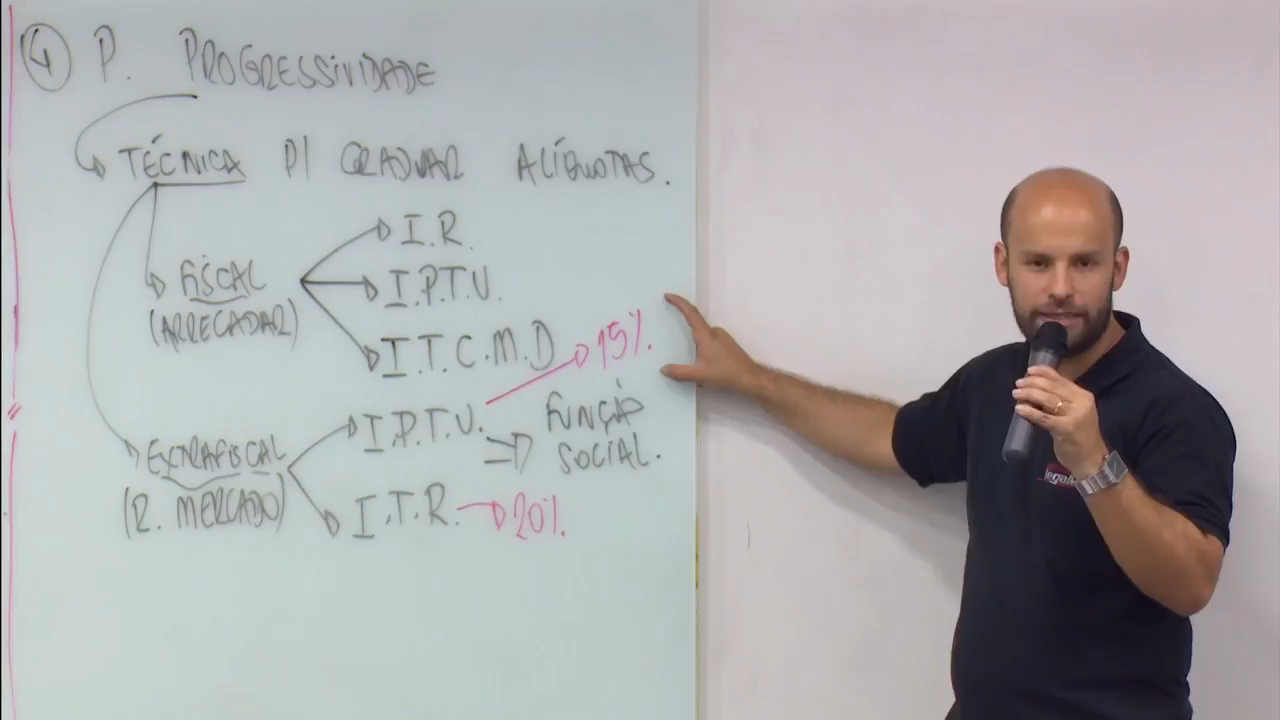 ④ P. PROGRESSIVIDADE
TÉCNICA P/ GRADUAR ALÍQUOTAS.
I.R.
FISCAL
I.P.T.U.
(ARRECADAR)
I.T.C.M.D
15%.
I.P.T.U.
FUNÇÃO
SOCIAL.
EXTRAFISCAL
(R. MERCADO)
I.T.R.
20%.